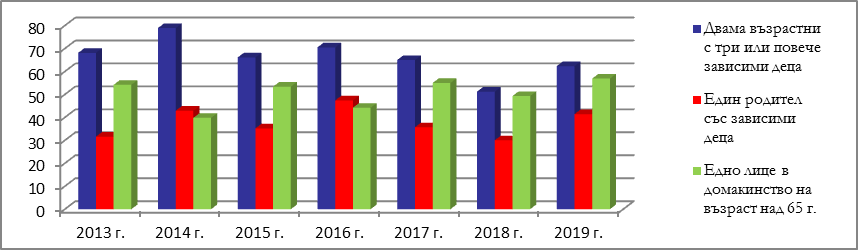 80
70
60
50
40
30
20
10
0
2013 г. 2014 г. 2015 г. 2016 г. 2017 г. 2018 г. 2019 г.
Двама възрастни
с три или повече
зависими деца
Един родител
със зависими
деца
Едно лице в
домакинство на
възраст над 65 г.